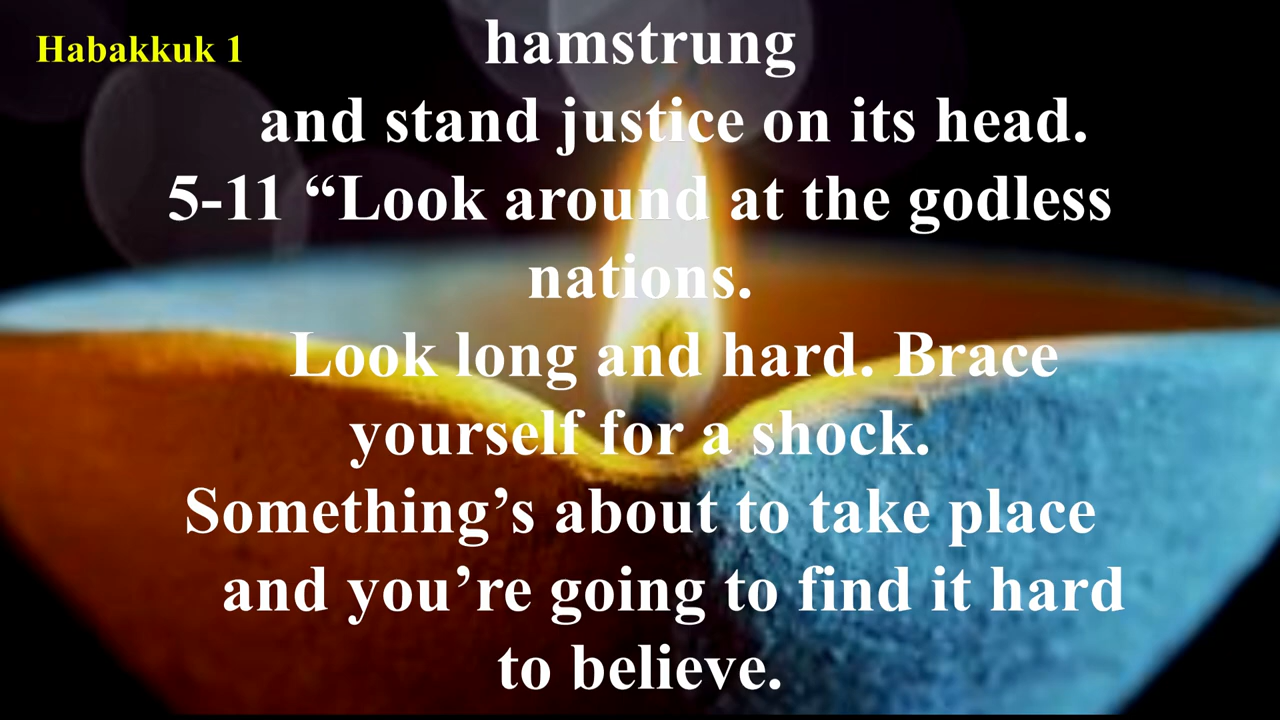 Habakkuk 1
hamstrung
and stand justice on its head.
5-11 “Look around at the godless
nations.
Look long and hard. Brace
yourself for a shock.
Something’s about to take place
and you’re going to find it hard
to believe.